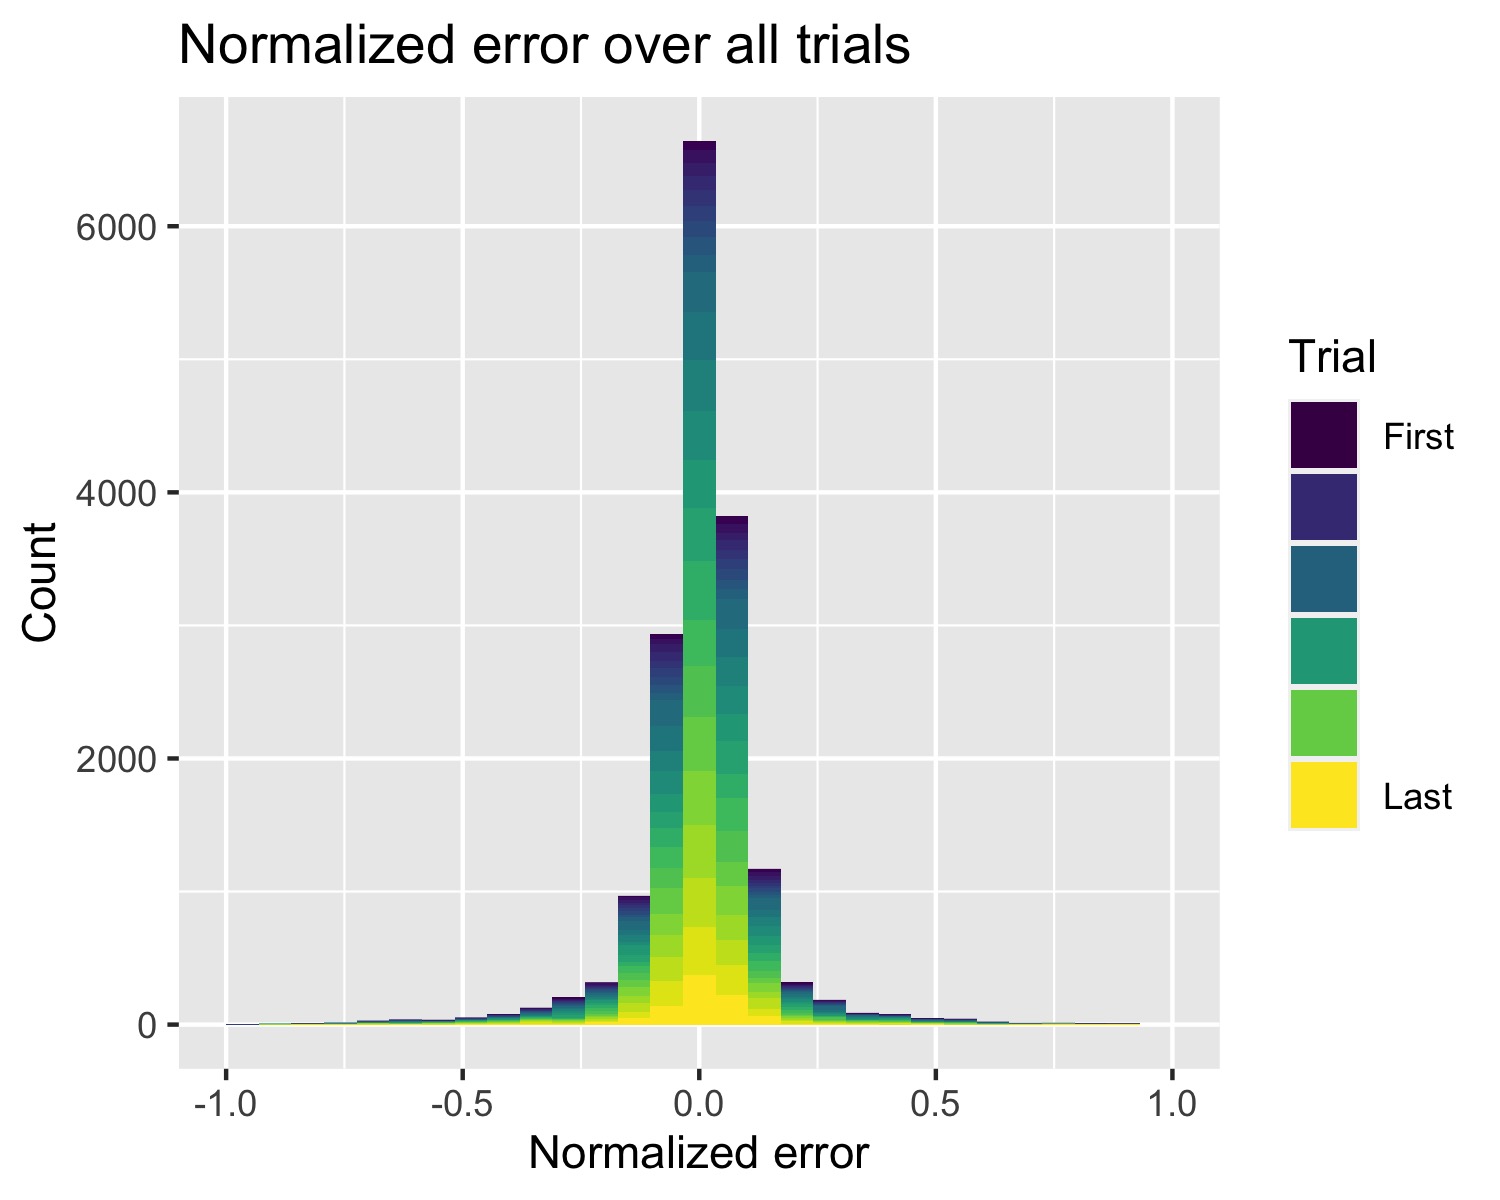 Normalized error over all trials
6000
4000
2000
0
Count
-1.0 -0.5 0.0 0.5 1.0
Normalized error
Trial
First
Last